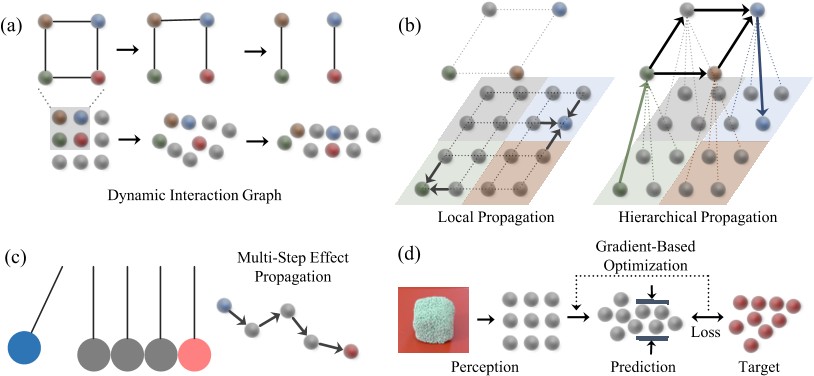 (a)
Dynamic Interaction Graph
(b)
Local Propagation
Hierarchical Propagation
(c)
Multi-Step Effect
Propagation
(d)
Gradient-Based
Optimization
Loss
Perception
Prediction
Target